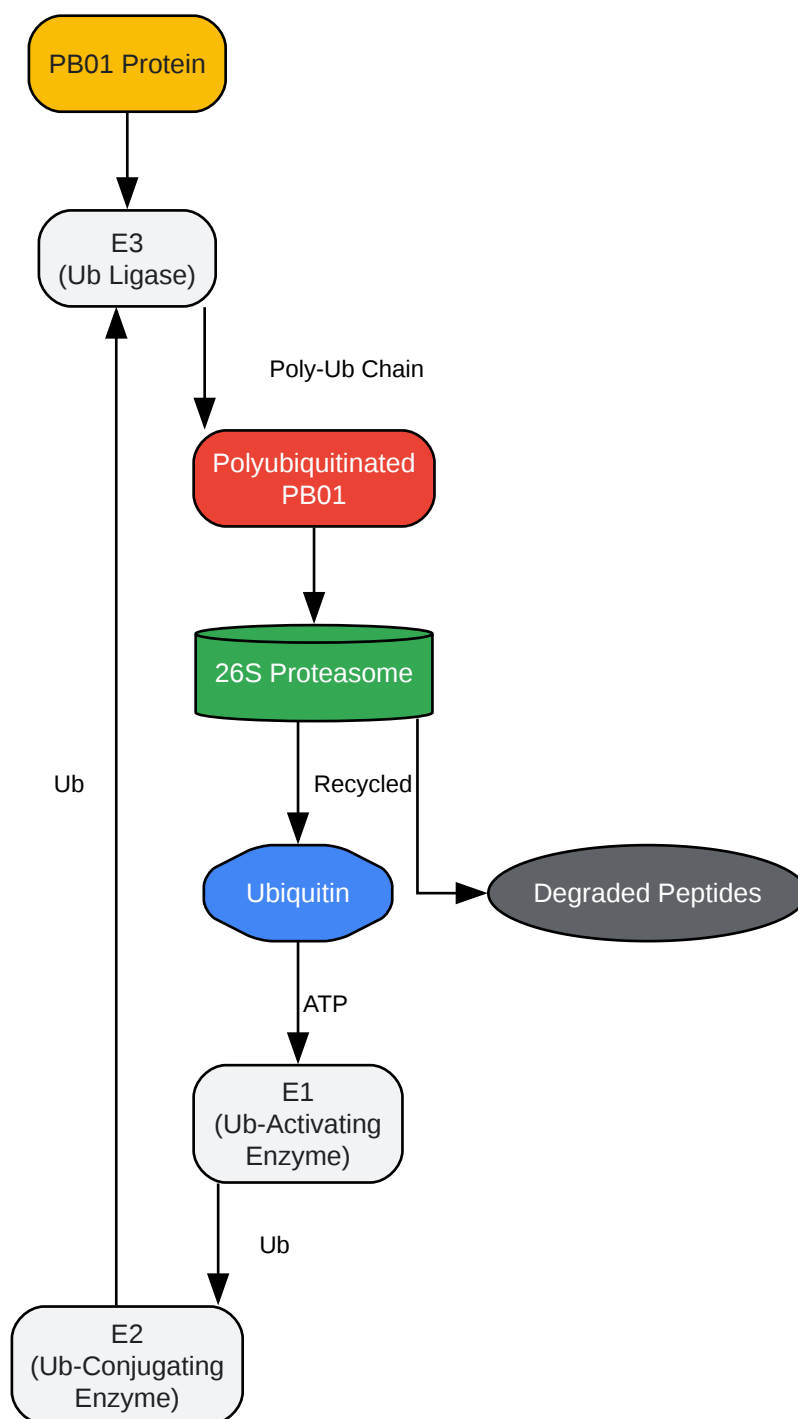 PB01 Protein
E3
(Ub Ligase)
Poly-Ub Chain
Polyubiquitinated
PB01
26S Proteasome
Ub
Recycled
Ubiquitin
Degraded Peptides
ATP
E1
(Ub-Activating
Enzyme)
Ub
E2
(Ub-Conjugating
Enzyme)